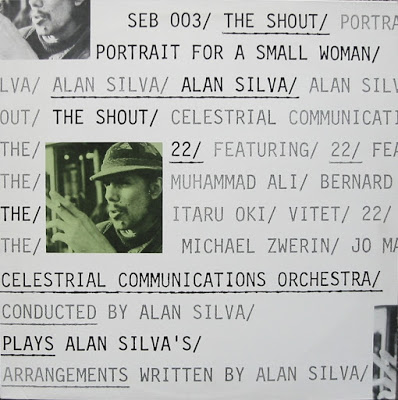 SEB 003/ THE SHOUT/ PORTRA
PORTRAIT FOR A SMALL WOMAN/
LVA/ ALAN SILVA/ ALAN SILVA/ ALAN SILV
OUT/ THE SHOUT/ CELESTRIAL COMMUNICATI
THE/ 22/ FEATURING/ 22/ FEA
THE/ MUHAMMAD ALI/ BERNARD
THE/ ITARU OKI/ VITET/ 22/
THE/ MICHAEL ZWERIN/ JO MA
CELESTRIAL COMMUNICATIONS ORCHESTRA/
CONDUCTED BY ALAN SILVA/
PLAYS ALAN SILVA'S/
ARRANGEMENTS WRITTEN BY ALAN SILVA/